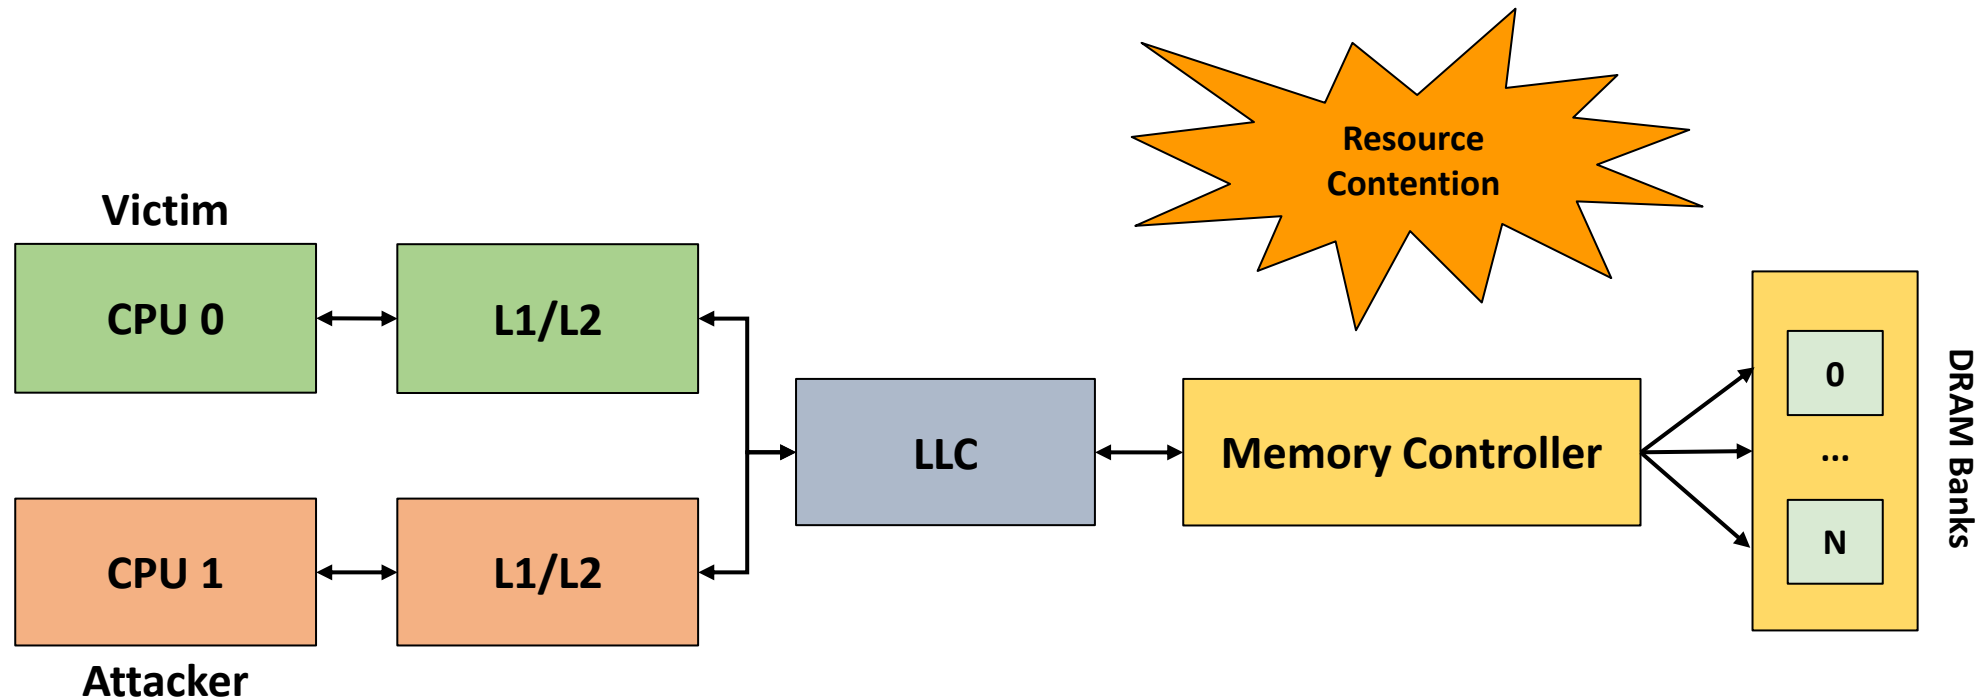 Resource
Contention
Victim
CPU 0
L1/L2
LLC
Memory Controller
0
...
N
DRAM Banks
CPU 1
L1/L2
Attacker